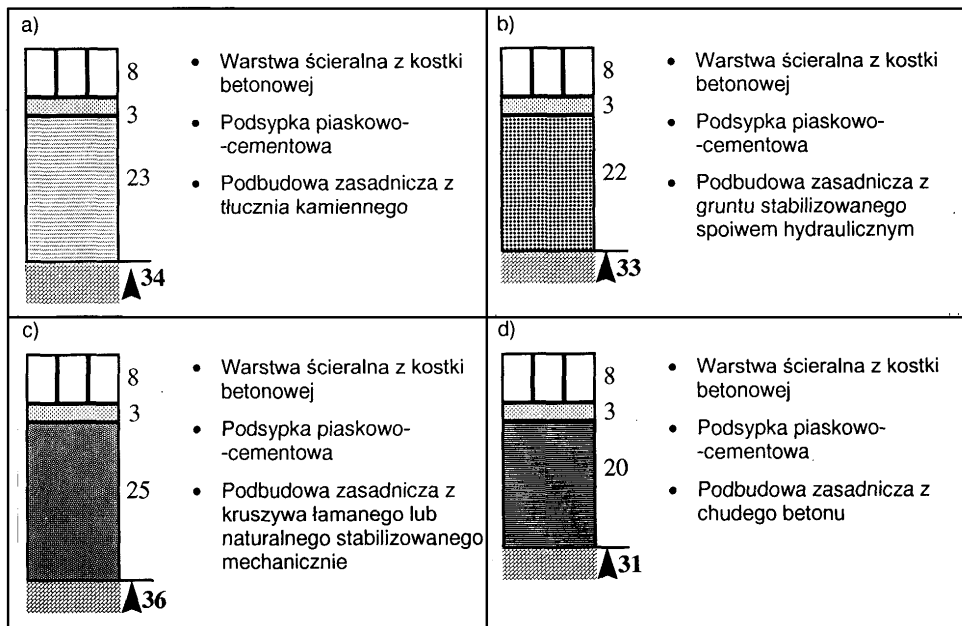 a)
8
3
23
34
• Warstwa ścieralna z kostki
betonowej
• Podsypka piaskowo-
-cementowa
• Podbudowa zasadnicza z
tłucznia kamiennego
b)
8
3
22
33
• Warstwa ścieralna z kostki
betonowej
• Podsypka piaskowo-
-cementowa
• Podbudowa zasadnicza z
gruntu stabilizowanego
spoiwem hydraulicznym
c)
8
3
25
36
• Warstwa ścieralna z kostki
betonowej
• Podsypka piaskowo-
-cementowa
• Podbudowa zasadnicza z
kruszywa łamanego lub
naturalnego stabilizowanego
mechanicznie
d)
8
3
20
31
• Warstwa ścieralna z kostki
betonowej
• Podsypka piaskowo-
-cementowa
• Podbudowa zasadnicza z
chudego betonu